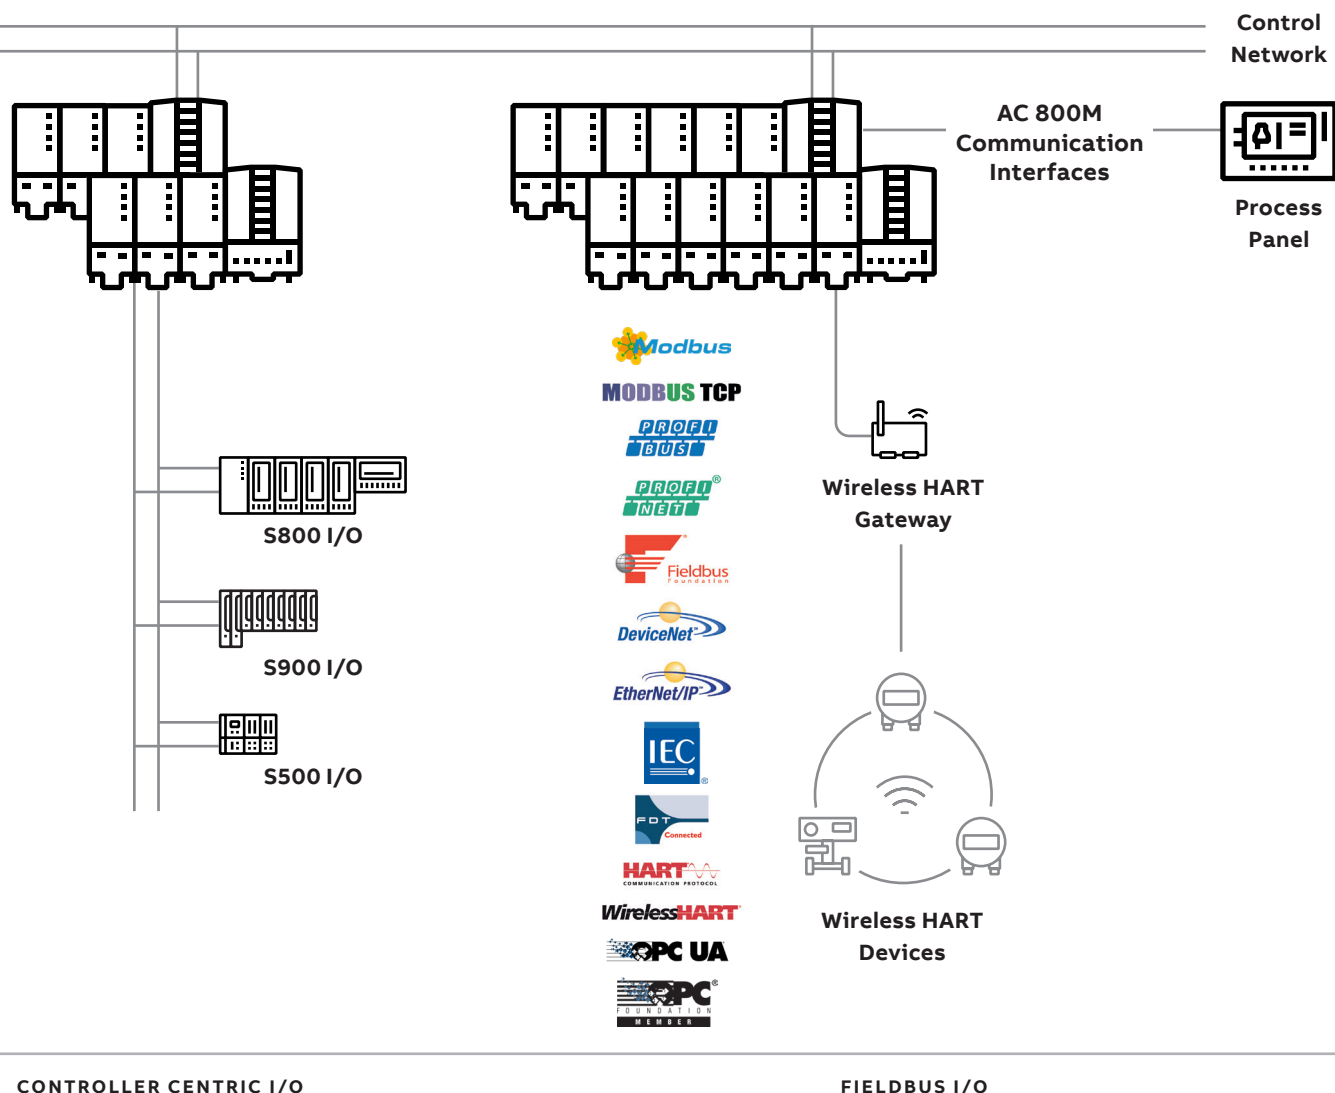 Control
Network
AC 800M
Communication
Interfaces
Process
Panel
Modbus
MODBUS TCP
PROFI
BUS
PROFI®
NET
Fieldbus
Foundation
DeviceNet™
EtherNet/IP™
IEC
®
FDT
Connected
HART
COMMUNICATION PROTOCOL
WirelessHART
OPC UA
OPC®
FOUNDATION
MEMBER
S800 I/O
S900 I/O
S500 I/O
Wireless HART
Gateway
Wireless HART
Devices
CONTROLLER CENTRIC I/O
FIELDBUS I/O